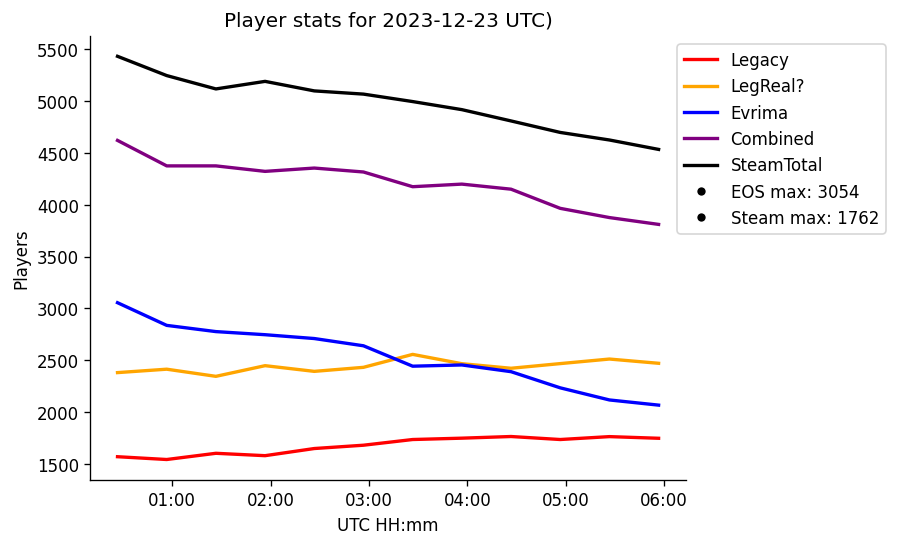 Player stats for 2023-12-23 UTC)
5500
5000
4500
4000
3500
3000
2500
2000
1500
Players
01:00 02:00 03:00 04:00 05:00 06:00
UTC HH:mm
Legacy
LegReal?
Evrima
Combined
SteamTotal
EOS max: 3054
Steam max: 1762